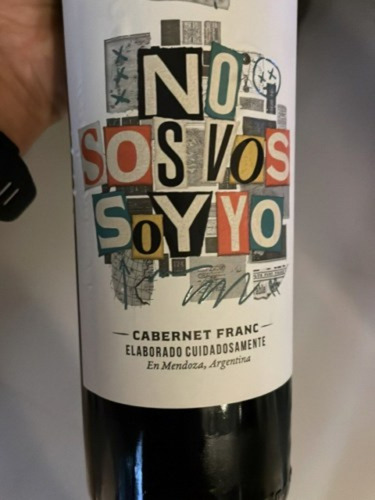 NO
SOS VOS
SOY YO
CABERNET FRANC
ELABORADO CUIDADOSAMENTE
En Mendoza, Argentina